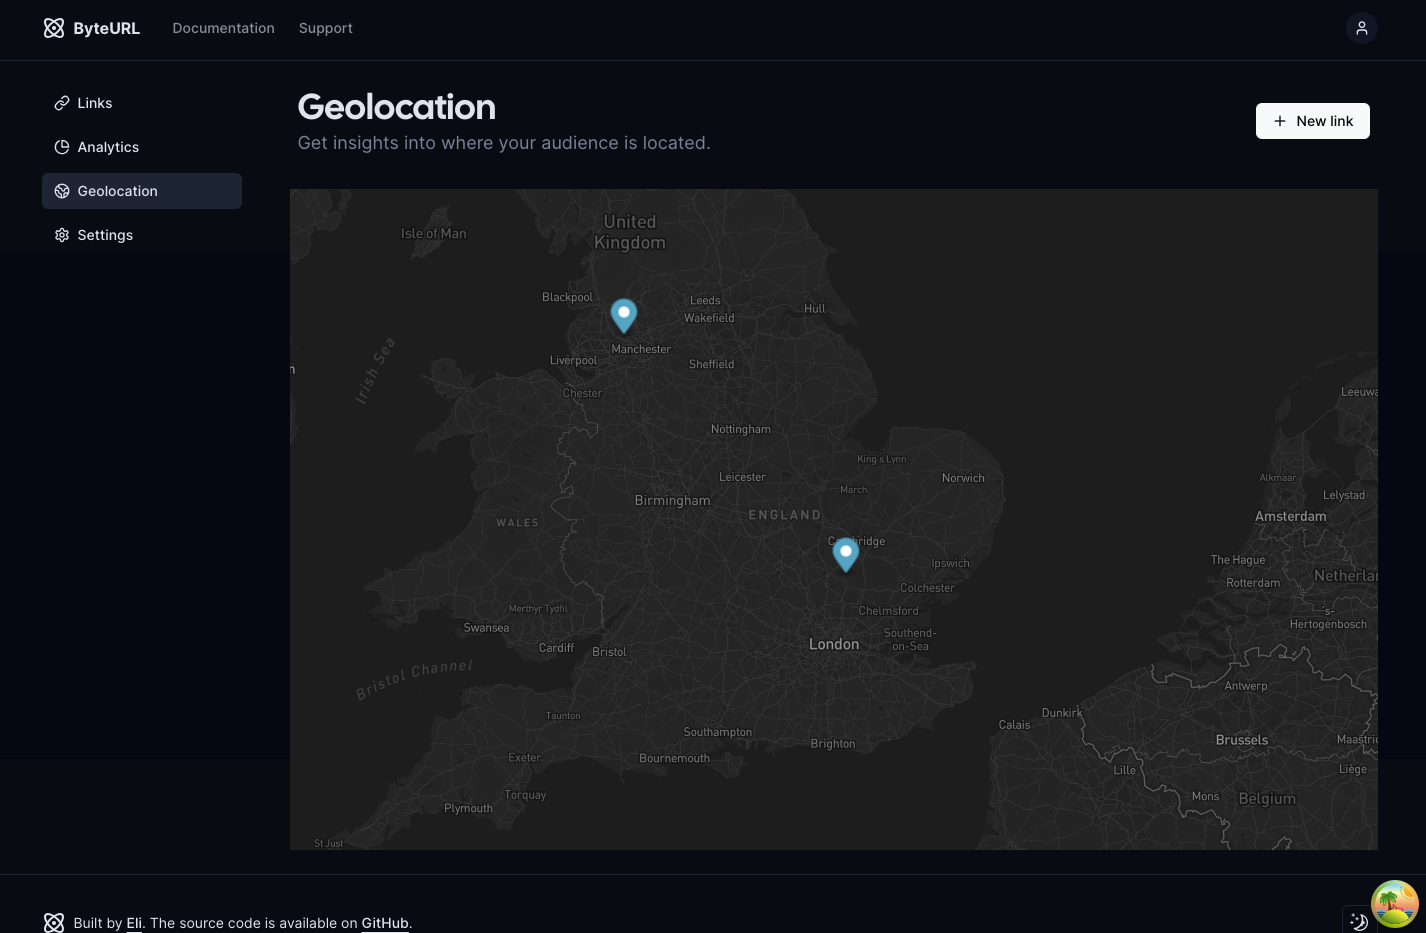 ByteURL
Documentation
Support
Links
Analytics
Geolocation
Settings
Geolocation
Get insights into where your audience is located.
New link
United
Kingdom
Isle of Man
Blackpool
Leeds
Wakefield
Hull
Manchester
Liverpool
Sheffield
Irish Sea
n
Chester
Leeuwa
Nottingham
King's Lynn
Leicester
Norwich
Alkmaar
March
Lelystad
Birmingham
ENGLAND
Amsterdam
WALES
The Hague
Ipswich
Rotterdam
Netherlan
Colchester
Merthyr Tydfil
Chelmsford
's-
Hertogenbosch
Swansea
London
Southend-
on-Sea
Cardiff
Bristol
Bristol Channel
Antwerp
Taunton
Dunkirk
Calais
Southampton
Brighton
Brussels
Maastric
Exeter
Bournemouth
Lille
Liège
Torquay
Mons
Belgium
Plymouth
St Just
Built by Eli. The source code is available on GitHub.